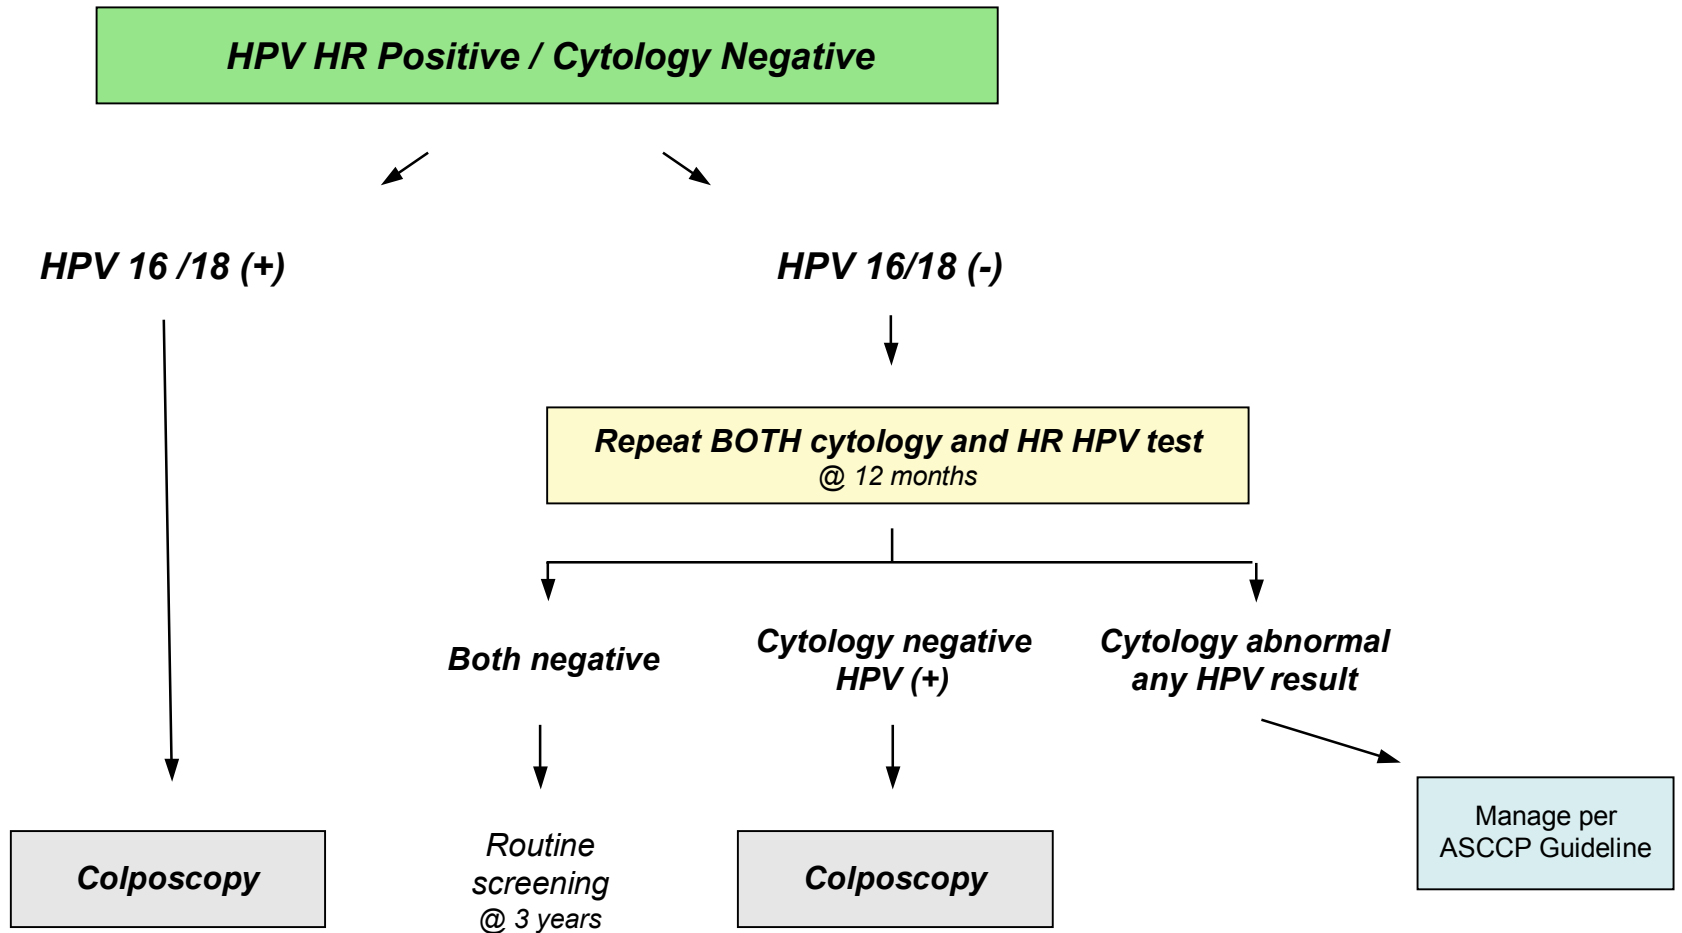 HPV HR Positive / Cytology Negative
HPV 16 /18 (+)
HPV 16/18 (-)
Repeat BOTH cytology and HR HPV test
@ 12 months
Both negative
Cytology negative
HPV (+)
Cytology abnormal
any HPV result
Colposcopy
Routine
screening
@ 3 years
Colposcopy
Manage per
ASCCP Guideline